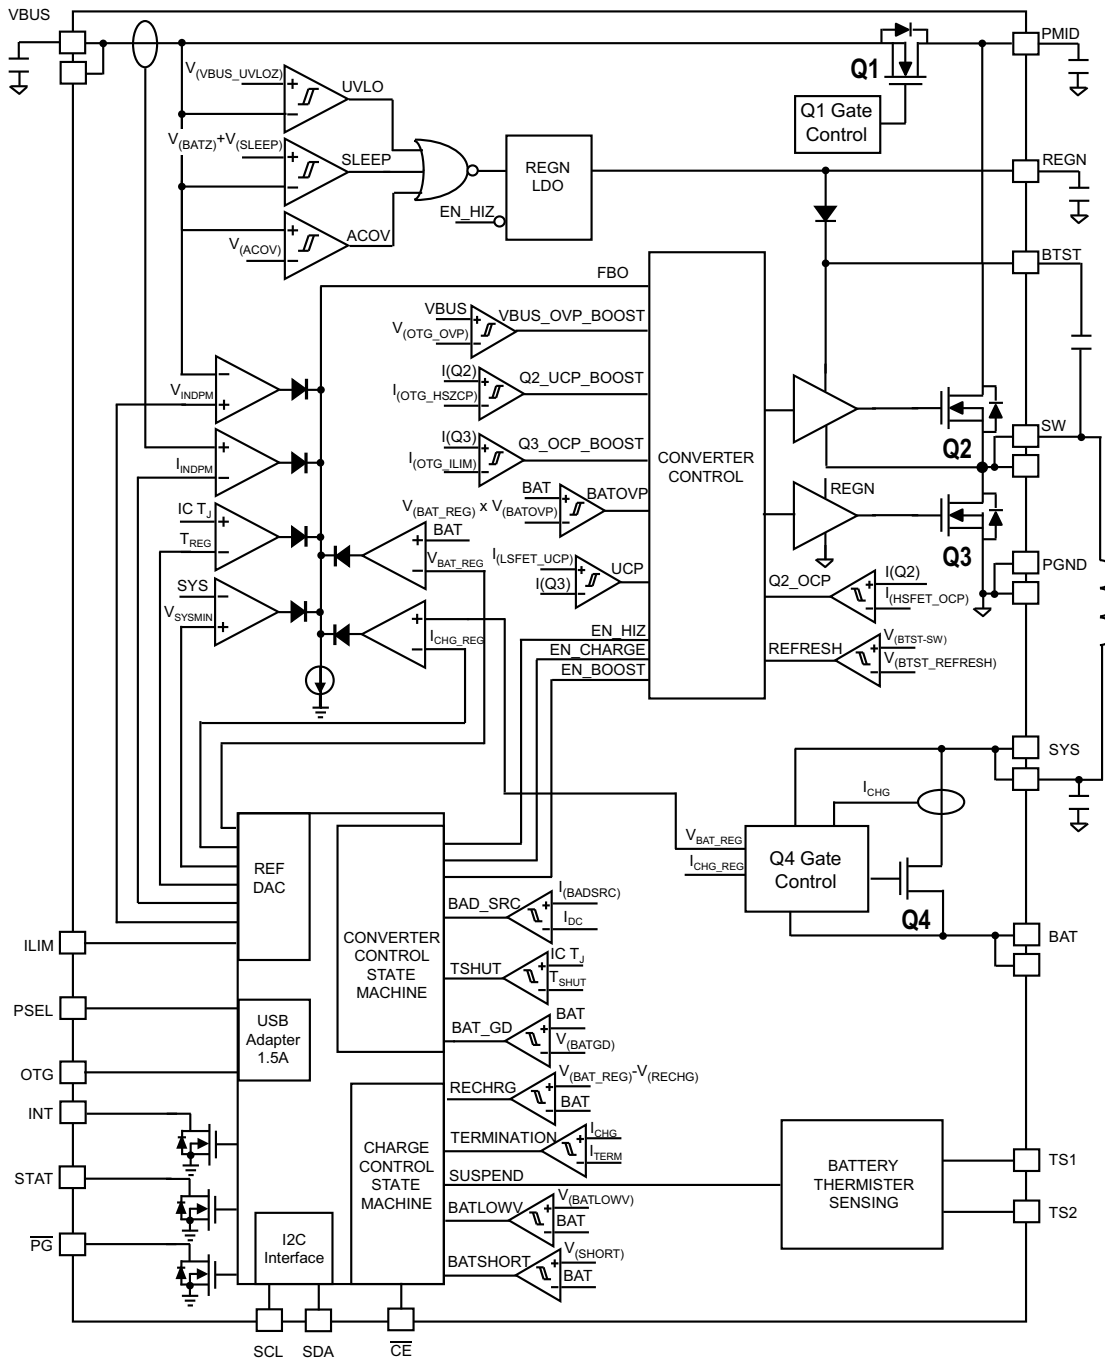 VBUS
PMID
Q1
V(VBUS_UVLOZ)
UVLO
Q1 Gate
Control
V(BATZ)+V(SLEEP)
SLEEP
REGN
LDO
REGN
EN_HIZ
ACOV
V(ACOV)
BTST
FBO
VBUS
VBUS_OVP_BOOST
V(OTG_OVP)
I(Q2)
Q2_UCP_BOOST
I(OTG_HSZCP)
VINDPM
Q2
SW
I(Q3)
Q3_OCP_BOOST
I(OTG_ILIM)
CONVERTER
CONTROL
IINDPM
BAT
BATOVP
V(BAT_REG) x V(BATOVP)
REGN
IC TJ
TREG
BAT
VBAT_REG
Q3
PGND
I(LSFET_UCP)
UCP
I(Q3)
Q2_OCP
I(Q2)
I(HSFET_OCP)
SYS
VSYSMIN
ICHG_REG
EN_HIZ
EN_CHARGE
EN_BOOST
REFRESH
V(BTST-SW)
V(BTST_REFRESH)
SYS
ICHG
VBAT_REG
ICHG_REG
Q4 Gate
Control
Q4
BAT
REF
DAC
CONVERTER
CONTROL
STATE
MACHINE
BAD_SRC
I(BADSRC)
IDC
ILIM
TSHUT
IC TJ
TSHUT
PSEL
USB
Adapter
1.5A
BAT_GD
BAT
V(BATGD)
OTG
RECHRG
V(BAT_REG)-V(RECHG)
BAT
INT
CHARGE
CONTROL
STATE
MACHINE
TERMINATION
ICHG
ITERM
SUSPEND
BATTERY
THERMISTER
SENSING
TS1
TS2
STAT
BATLOWV
V(BATLOWV)
BAT
PG
I2C
Interface
BATSHORT
V(SHORT)
BAT
SCL
SDA
CE